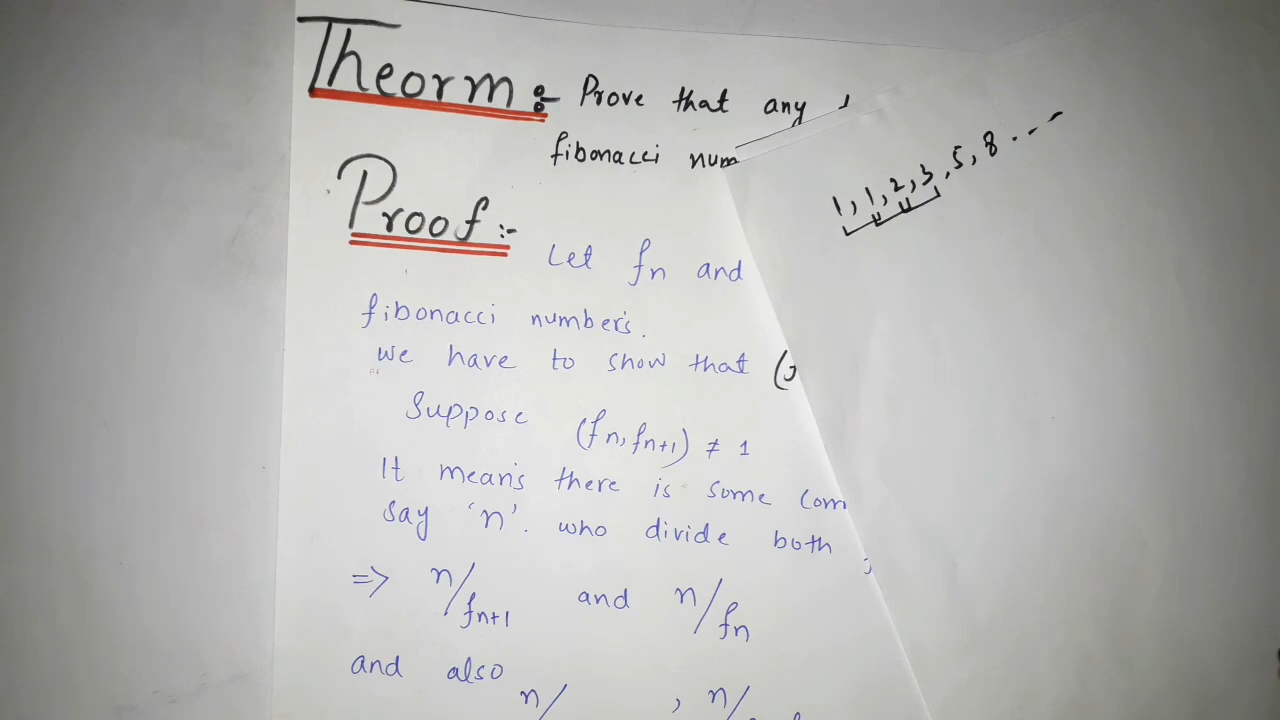 Theorm :- Prove that any
fibonacci num
1, 1, 2, 3, 5, 8 . . -
Proof :-
Let fn and
fibonacci number's.
we have to show that (
Suppose (fn, fn+1) ≠ 1
It mean's there is some com
say 'n'. who divide both
=> n/fn+1 and n/fn
and also
n/ , n/